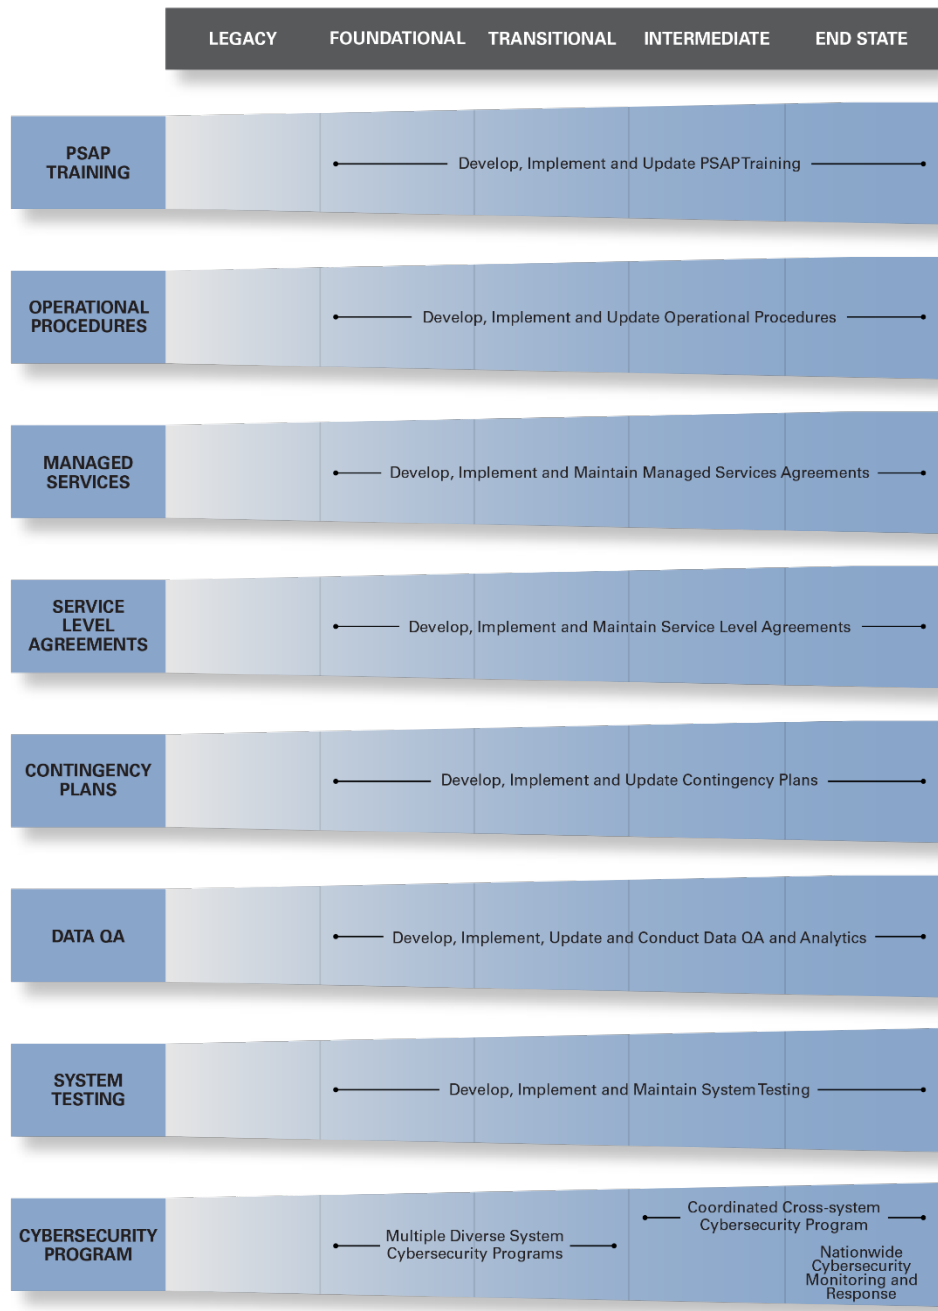 LEGACY FOUNDATIONAL TRANSITIONAL INTERMEDIATE END STATE
PSAP
TRAINING
Develop, Implement and Update PSAP Training
OPERATIONAL
PROCEDURES
Develop, Implement and Update Operational Procedures
MANAGED
SERVICES
Develop, Implement and Maintain Managed Services Agreements
SERVICE
LEVEL
AGREEMENTS
Develop, Implement and Maintain Service Level Agreements
CONTINGENCY
PLANS
Develop, Implement and Update Contingency Plans
DATA QA
Develop, Implement, Update and Conduct Data QA and Analytics
SYSTEM
TESTING
Develop, Implement and Maintain System Testing
CYBERSECURITY
PROGRAM
Multiple Diverse System
Cybersecurity Programs
Coordinated Cross-system
Cybersecurity Program
Nationwide
Cybersecurity
Monitoring and
Response